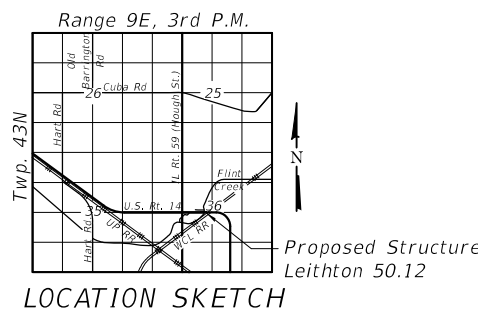 Range 9E, 3rd P.M.
Twp. 43N
Old
Barrington
Rd
Cuba Rd
26
25
Hart Rd
IL Rt. 59 (Hough St.)
N
Flint
Creek
U.S. Rt. 14
35
36
UP RR
WCL RR
Hart Rd
Proposed Structure
Leithton 50.12
LOCATION SKETCH